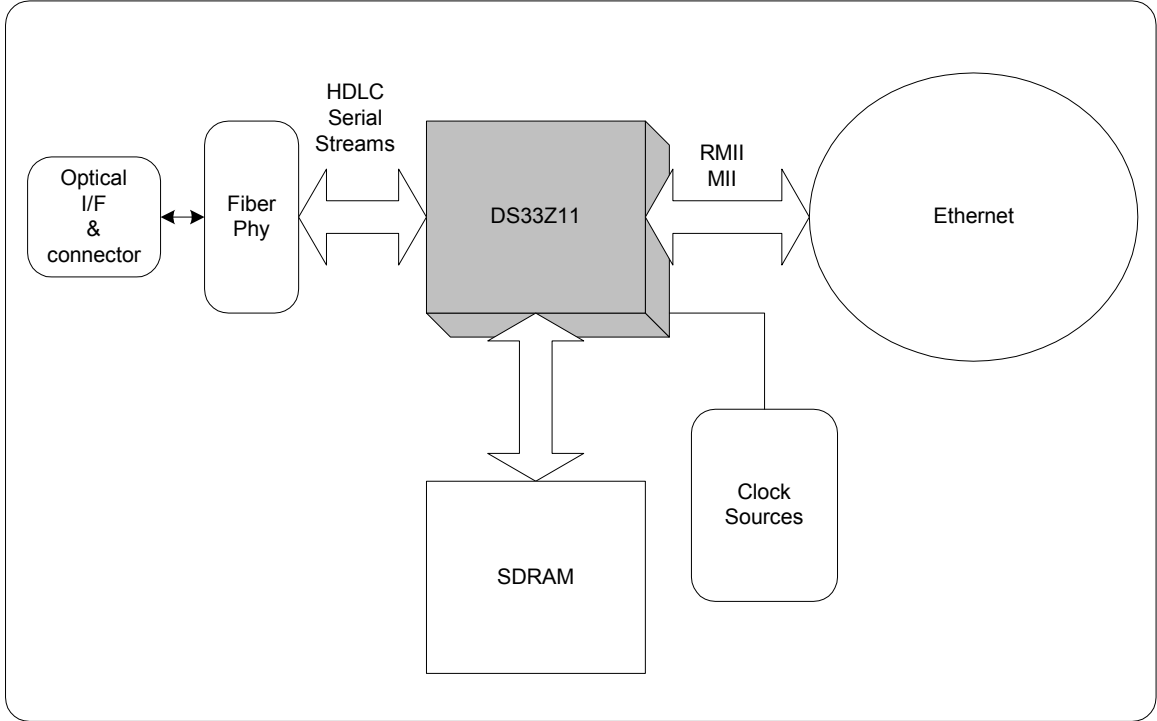 HDLC
Serial
Streams
RMII
MII
Optical
I/F
&
connector
Fiber
Phy
DS33Z11
Ethernet
Clock
Sources
SDRAM